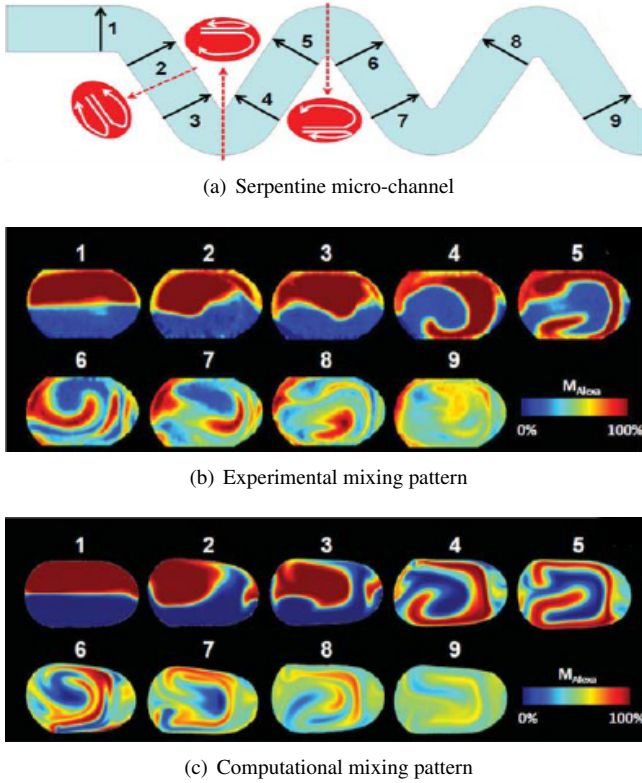 1
2
3
4
5
6
7
8
9
(a) Serpentine micro-channel
1 2 3 4 5
6 7 8 9
M Alexa
0% 100%
(b) Experimental mixing pattern
1 2 3 4 5
6 7 8 9
M Alexa
0% 100%
(c) Computational mixing pattern